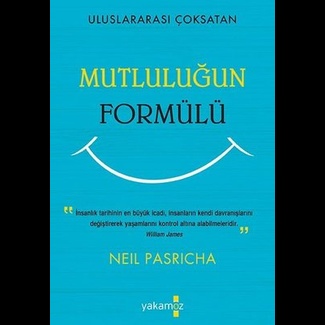 ULUSLARARASI ÇOKSATAN
MUTLULUĞUN
FORMÜLÜ
" İnsanlık tarihinin en büyük icadı, insanların kendi davranışlarını
değiştirerek yaşamlarını kontrol altına alabilmeleridir. "
William James
NEIL PASRICHA
yakamoz